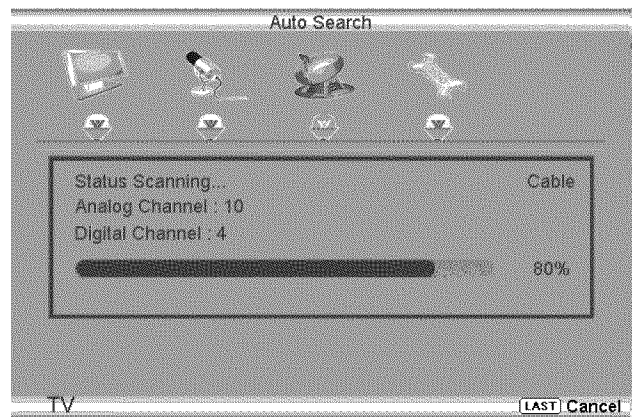 Auto Search
Status Scanning... Cable
Analog Channel : 10
Digital Channel : 4
80%
TV LAST Cancel